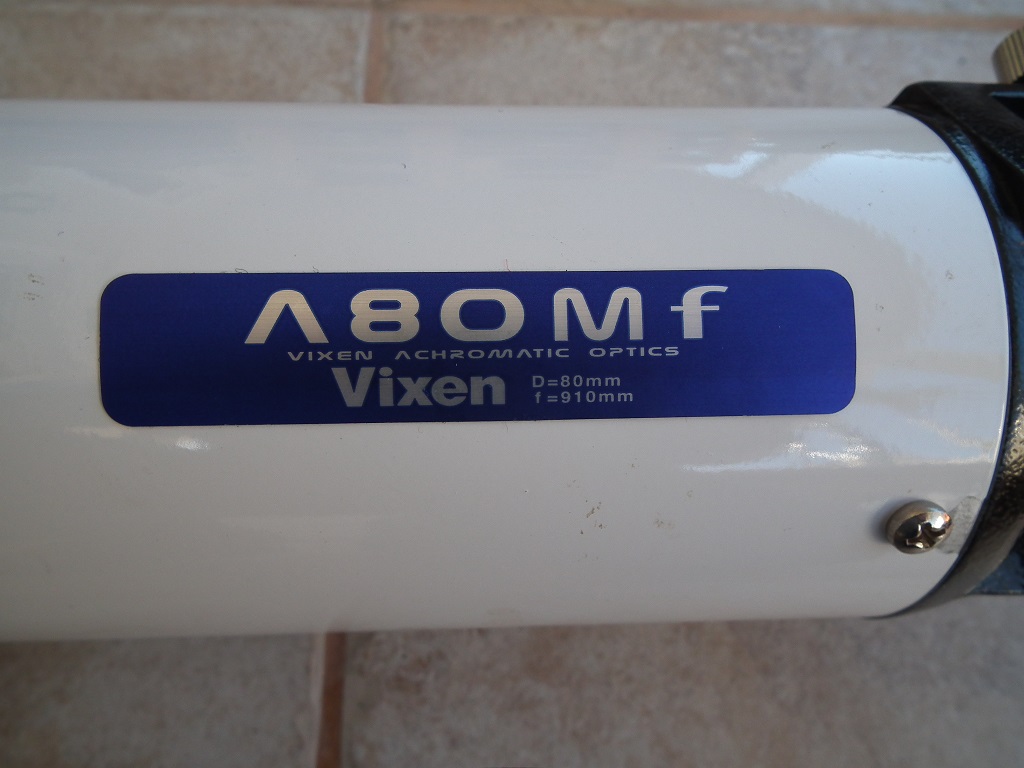 A80Mf
VIXEN ACHROMATIC OPTICS
Vixen
D=80mm
f=910mm